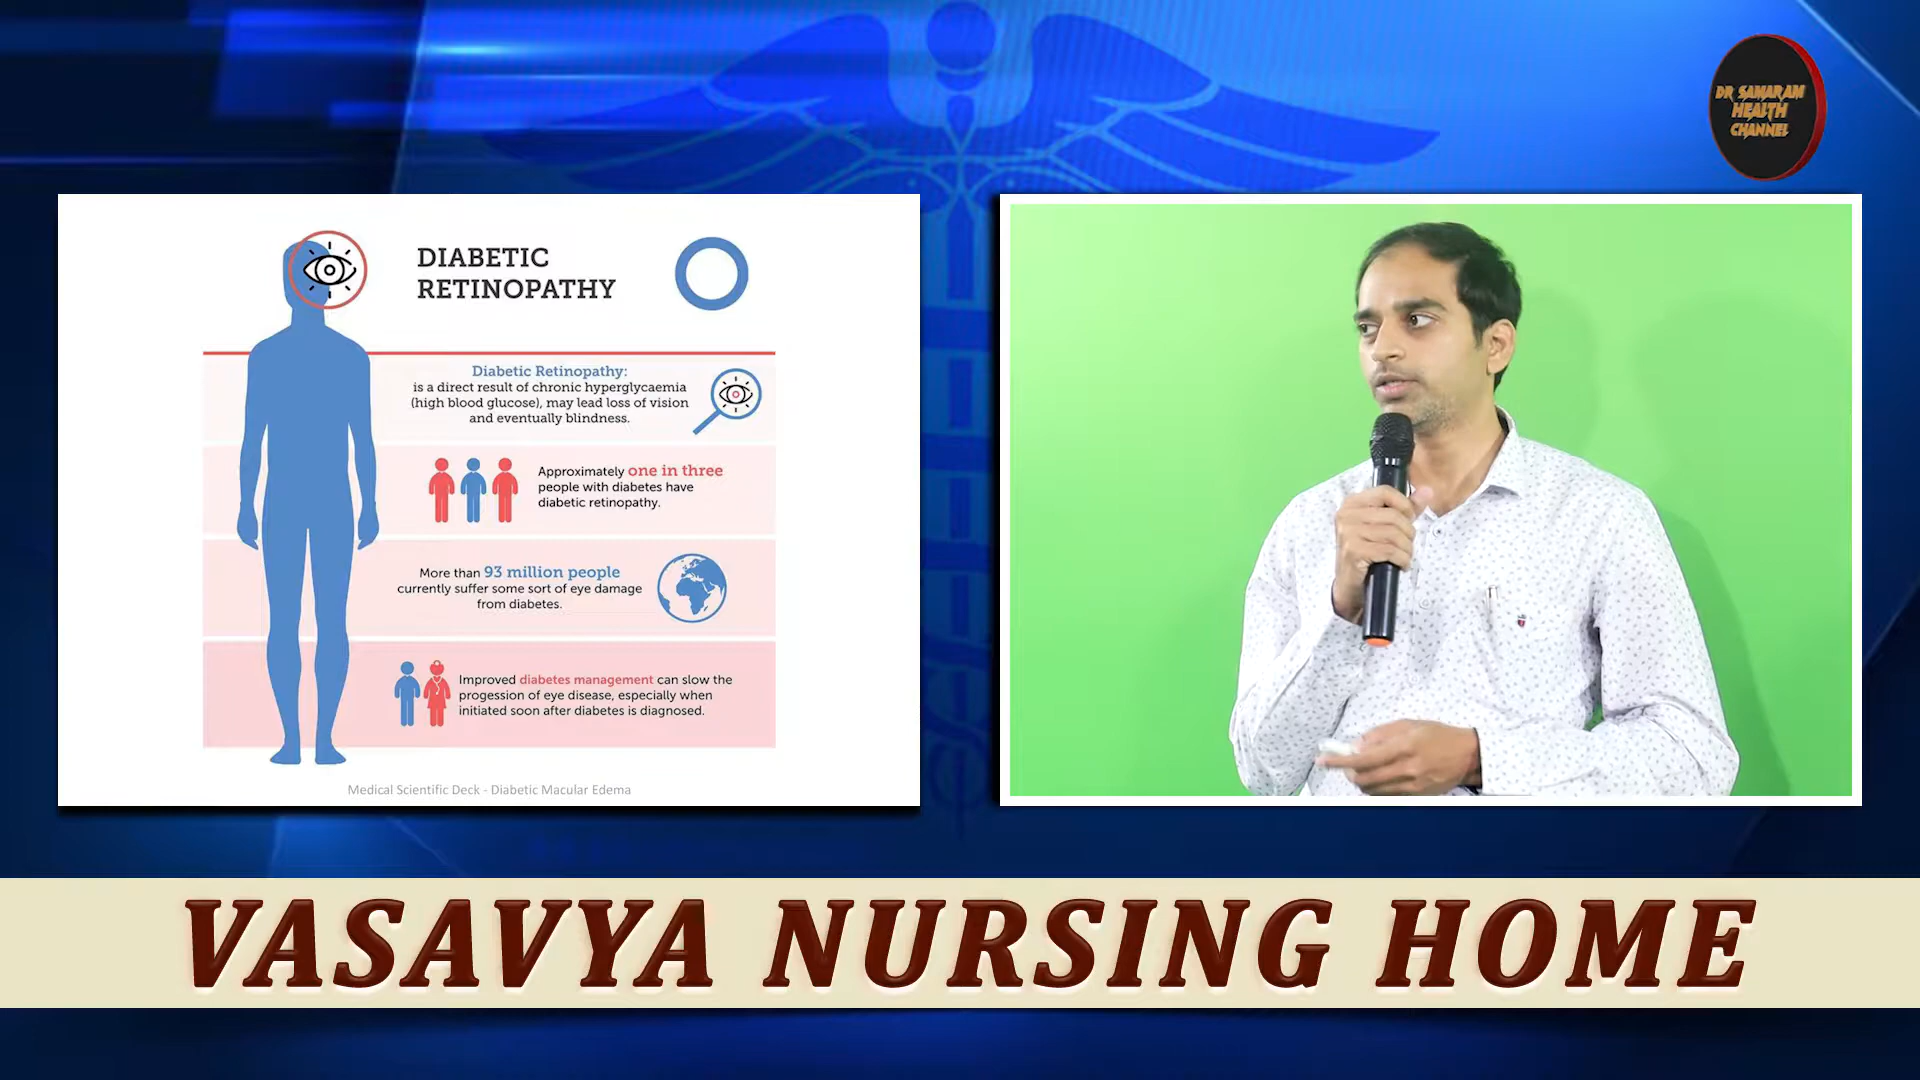 DR SAMARAM
HEALTH
CHANNEL
DIABETIC
RETINOPATHY
Diabetic Retinopathy:
is a direct result of chronic hyperglycaemia
(high blood glucose), may lead loss of vision
and eventually blindness.
Approximately one in three
people with diabetes have
diabetic retinopathy.
More than 93 million people
currently suffer some sort of eye damage
from diabetes.
Improved diabetes management can slow the
progession of eye disease, especially when
initiated soon after diabetes is diagnosed.
Medical Scientific Deck - Diabetic Macular Edema
VASAVYA NURSING HOME